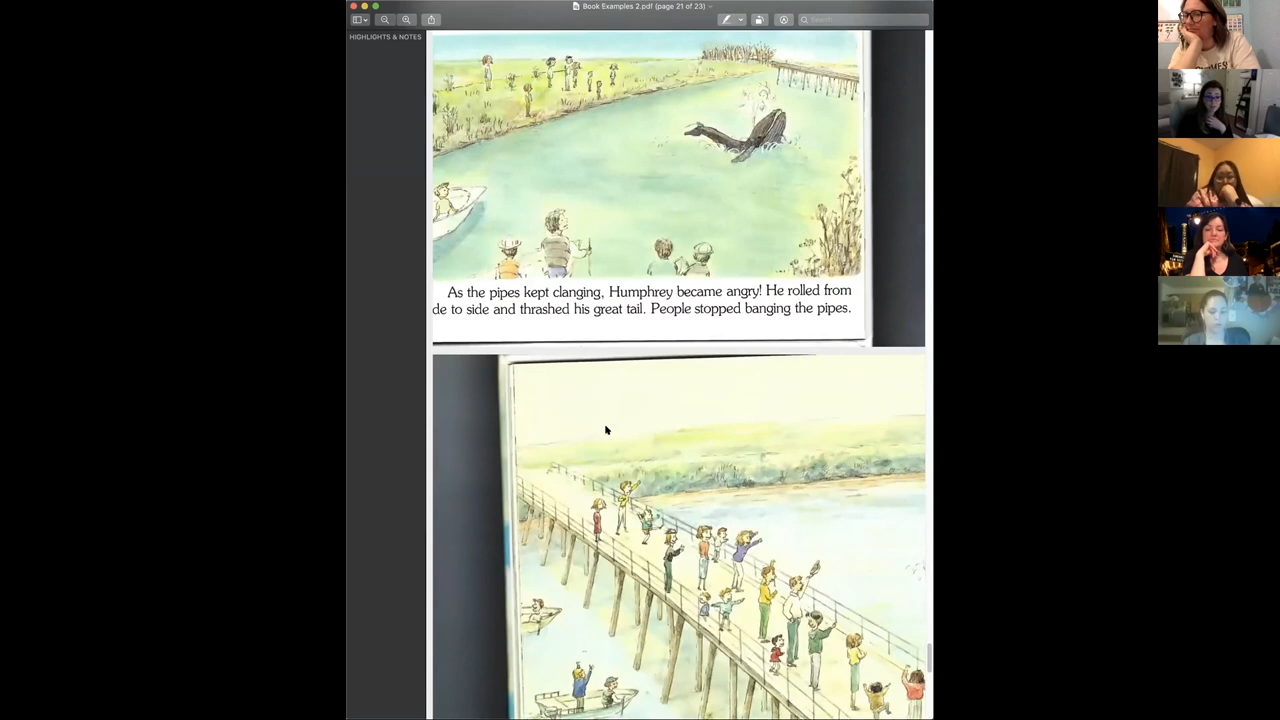 Book Examples 2.pdf (page 21 of 23)
Search
HIGHLIGHTS & NOTES
As the pipes kept clanging, Humphrey became angry! He rolled from
de to side and thrashed his great tail. People stopped banging the pipes.